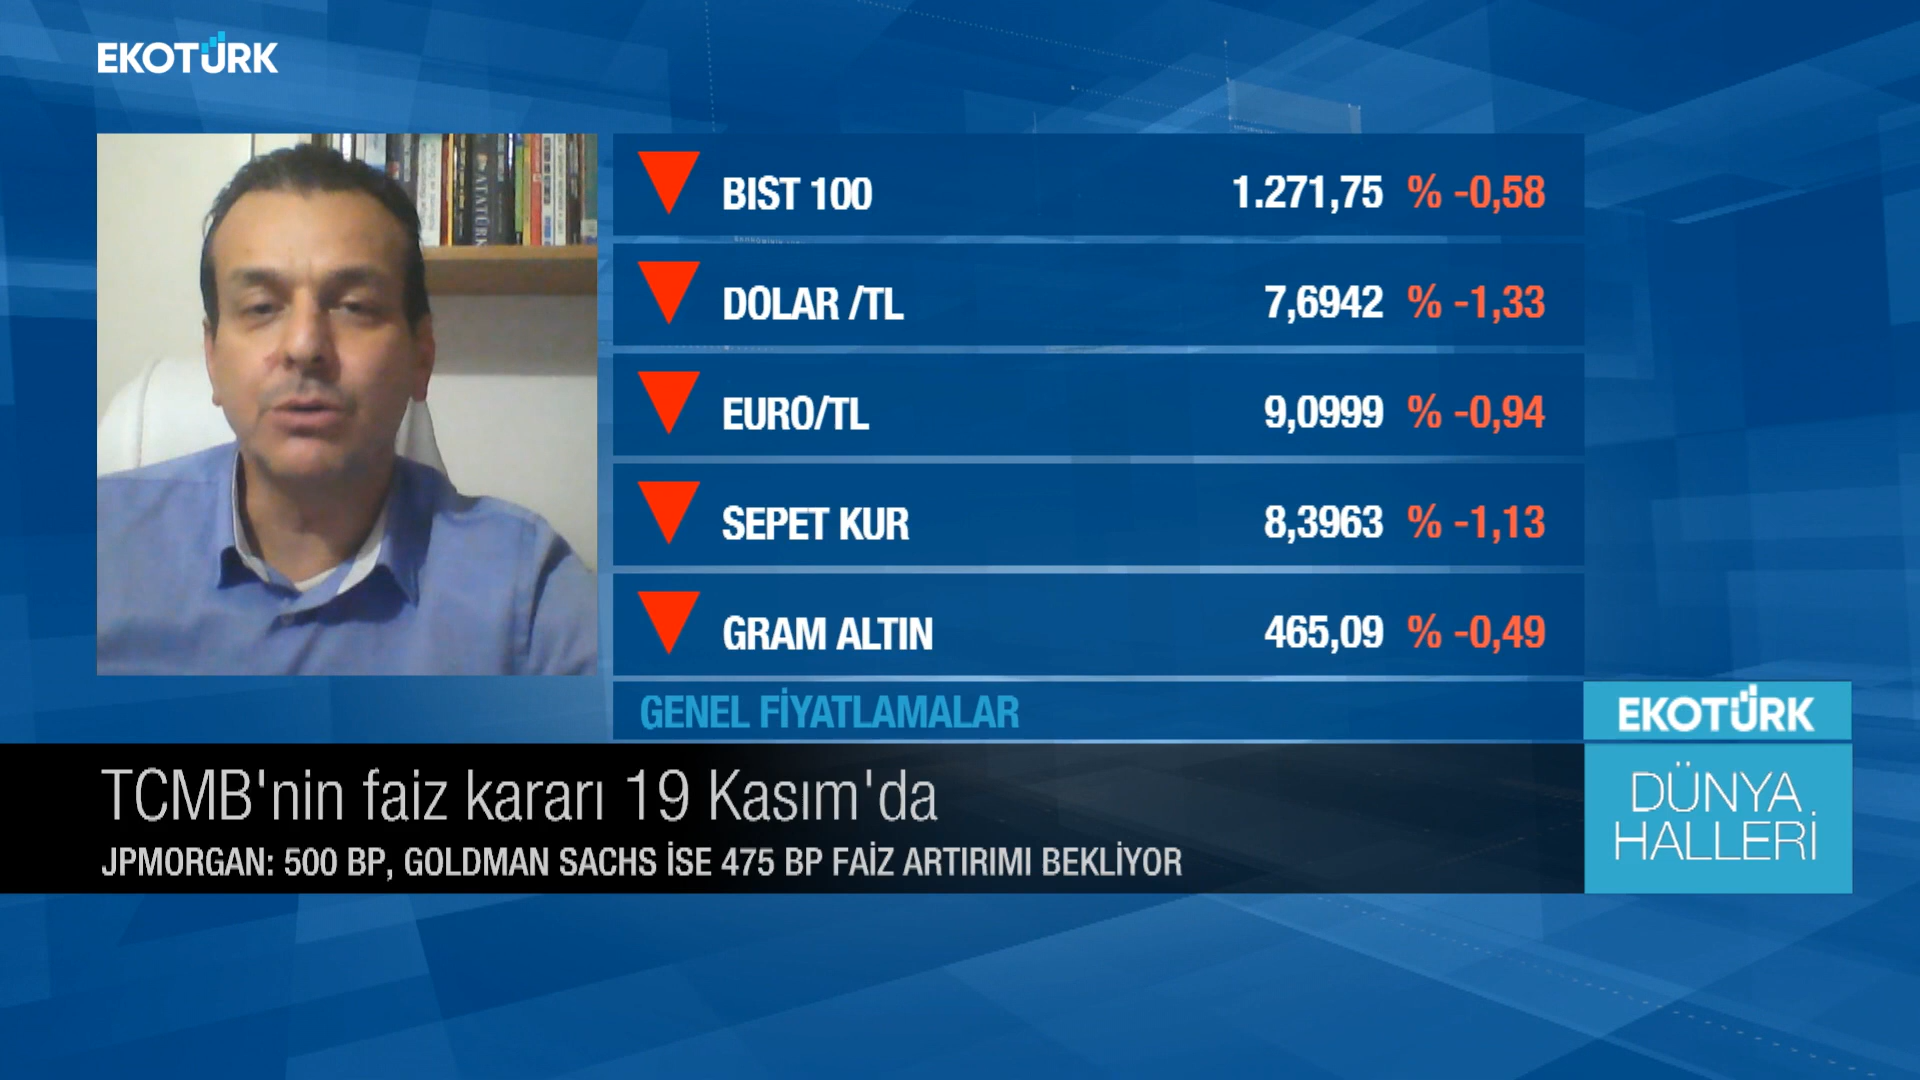 EKOTÜRK
ATATÜRK
BIST 100 1.271,75 % -0,58
DOLAR /TL 7,6942 % -1,33
EURO/TL 9,0999 % -0,94
SEPET KUR 8,3963 % -1,13
GRAM ALTIN 465,09 % -0,49
GENEL FİYATLAMALAR
EKOTÜRK
TCMB'nin faiz kararı 19 Kasım'da
JPMORGAN: 500 BP, GOLDMAN SACHS İSE 475 BP FAİZ ARTIRIMI BEKLİYOR
DÜNYA
HALLERİ